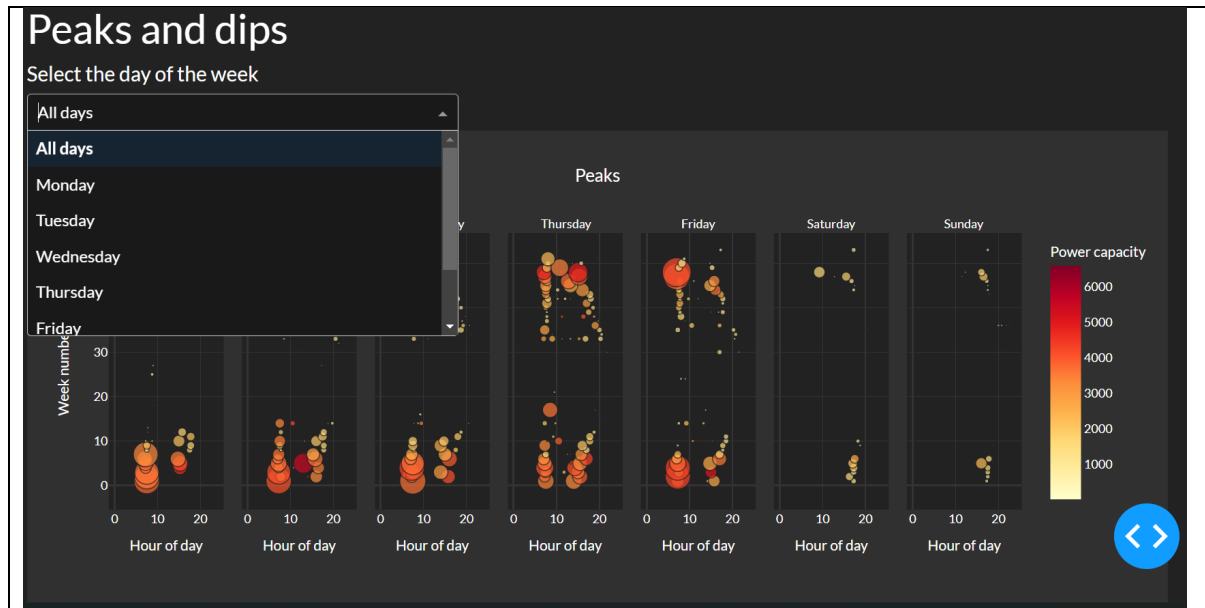 Peaks and dips
Select the day of the week
All days
All days
Monday
Tuesday
Wednesday
Thursday
Friday
Peaks
Thursday Friday Saturday Sunday
Power capacity
6000
5000
4000
3000
2000
1000
30
20
10
0
0 10 20 0 10 20 0 10 20 0 10 20 0 10 20 0 10 20 0 10 20
Hour of day Hour of day Hour of day Hour of day Hour of day Hour of day Hour of day